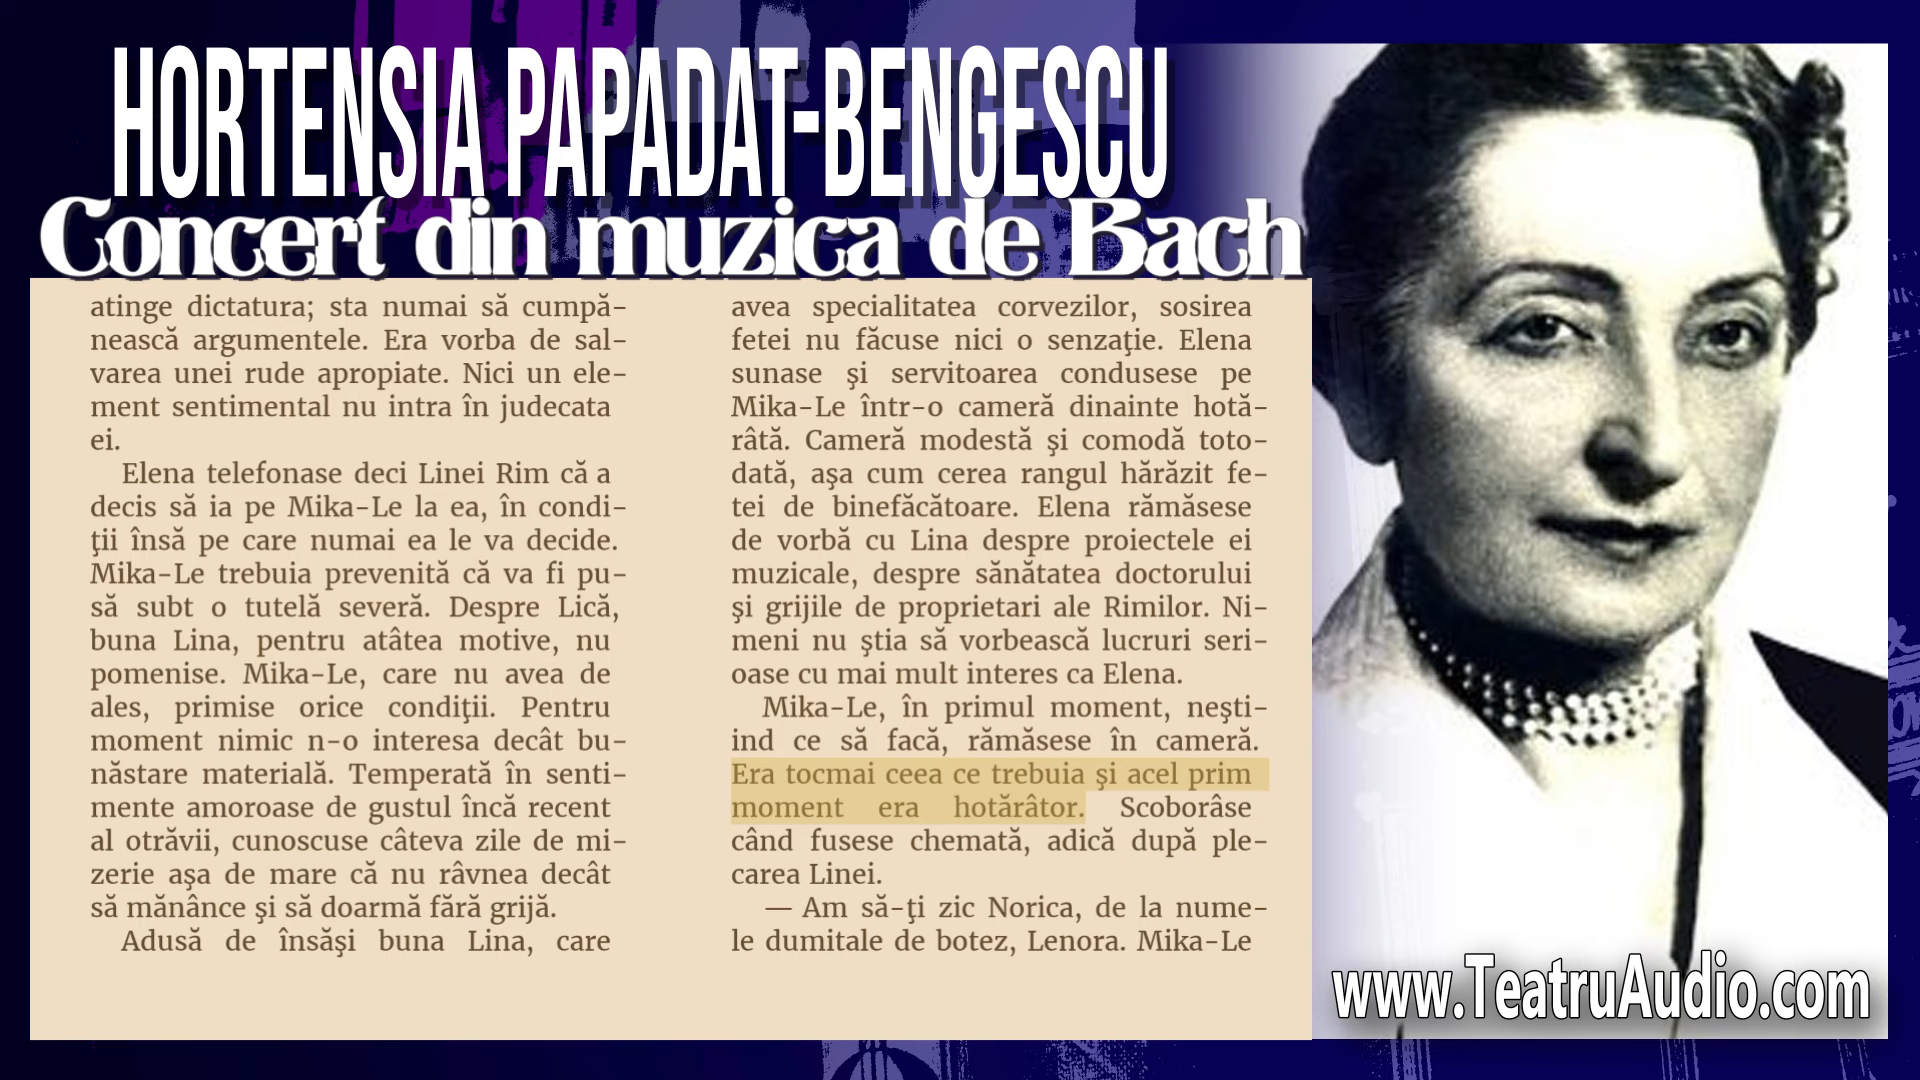 HORTENSIA PAPADAT-BENGESCU
Concert din muzica de Bach
atinge dictatura; sta numai să cumpă-
nească argumentele. Era vorba de sal-
varea unei rude apropiate. Nici un ele-
ment sentimental nu intra în judecata
ei.
Elena telefonase deci Linei Rim că a
decis să ia pe Mika-Le la ea, în condi-
ţii însă pe care numai ea le va decide.
Mika-Le trebuia prevenită că va fi pu-
să subt o tutelă severă. Despre Lică,
buna Lina, pentru atâtea motive, nu
pomenise. Mika-Le, care nu avea de
ales, primise orice condiţii. Pentru
moment nimic n-o interesa decât bu-
năstare materială. Temperată în senti-
mente amoroase de gustul încă recent
al otrăvii, cunoscuse câteva zile de mi-
zerie aşa de mare că nu râvnea decât
să mănânce şi să doarmă fără grijă.
Adusă de însăşi buna Lina, care
avea specialitatea corvezilor, sosirea
fetei nu făcuse nici o senzaţie. Elena
sunase şi servitoarea condusese pe
Mika-Le într-o cameră dinainte hotă-
râtă. Cameră modestă şi comodă toto-
dată, aşa cum cerea rangul hărăzit fe-
tei de binefăcătoare. Elena rămăsese
de vorbă cu Lina despre proiectele ei
muzicale, despre sănătatea doctorului
şi grijile de proprietari ale Rimilor. Ni-
meni nu ştia să vorbească lucruri seri-
oase cu mai mult interes ca Elena.
Mika-Le, în primul moment, neşti-
ind ce să facă, rămăsese în cameră.
Era tocmai ceea ce trebuia şi acel prim
moment era hotărâtor. Scoborâse
când fusese chemată, adică după ple-
carea Linei.
— Am să-ţi zic Norica, de la nume-
le dumitale de botez, Lenora. Mika-Le
www.TeatruAudio.com